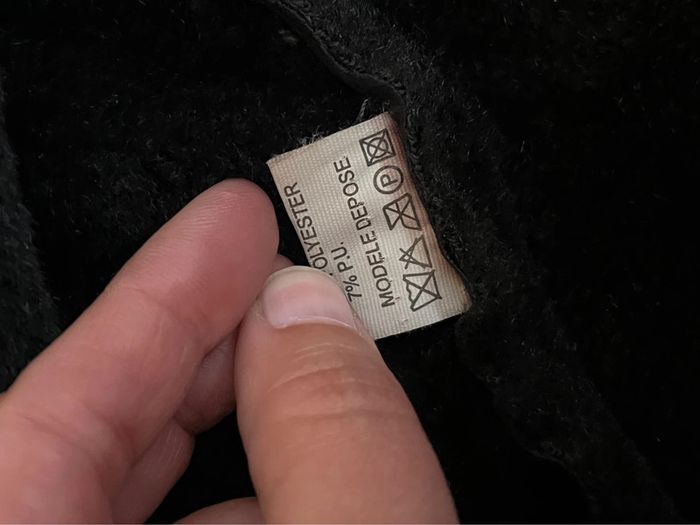 OLYESTER
7% P.U.
MODELE DEPOSE
P